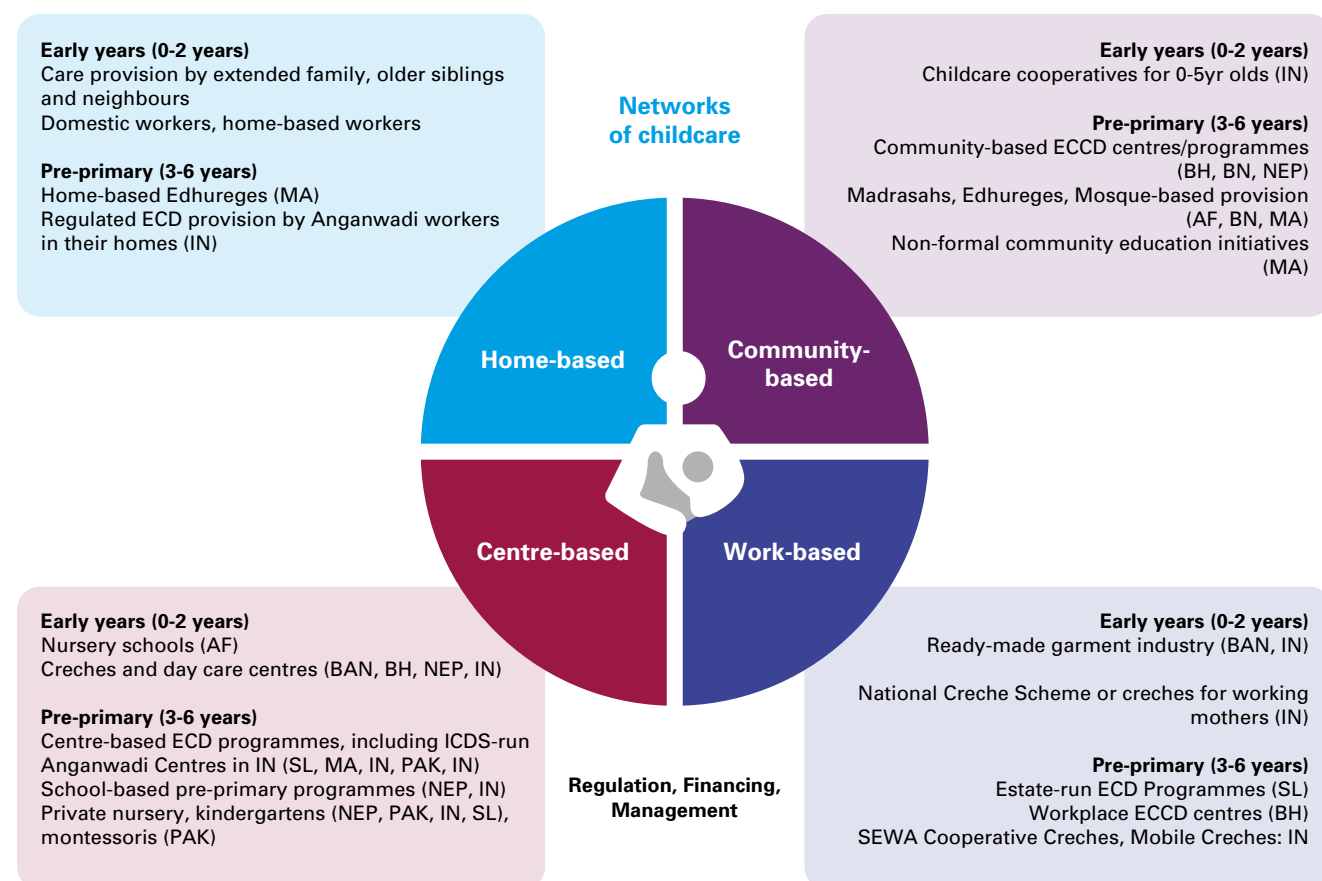 Early years (0-2 years)
Care provision by extended family, older siblings
and neighbours
Domestic workers, home-based workers
Pre-primary (3-6 years)
Home-based Edhureges (MA)
Regulated ECD provision by Anganwadi workers
in their homes (IN)
Networks
of childcare
Early years (0-2 years)
Childcare cooperatives for 0-5yr olds (IN)
Pre-primary (3-6 years)
Community-based ECCD centres/programmes
(BH, BN, NEP)
Madrasahs, Edhureges, Mosque-based provision
(AF, BN, MA)
Non-formal community education initiatives
(MA)
Home-based
Community-
based
Centre-based
Work-based
Early years (0-2 years)
Nursery schools (AF)
Creches and day care centres (BAN, BH, NEP, IN)
Pre-primary (3-6 years)
Centre-based ECD programmes, including ICDS-run
Anganwadi Centres in IN (SL, MA, IN, PAK, IN)
School-based pre-primary programmes (NEP, IN)
Private nursery, kindergartens (NEP, PAK, IN, SL),
montessoris (PAK)
Regulation, Financing,
Management
Early years (0-2 years)
Ready-made garment industry (BAN, IN)
National Creche Scheme or creches for working
mothers (IN)
Pre-primary (3-6 years)
Estate-run ECD Programmes (SL)
Workplace ECCD centres (BH)
SEWA Cooperative Creches, Mobile Creches: IN